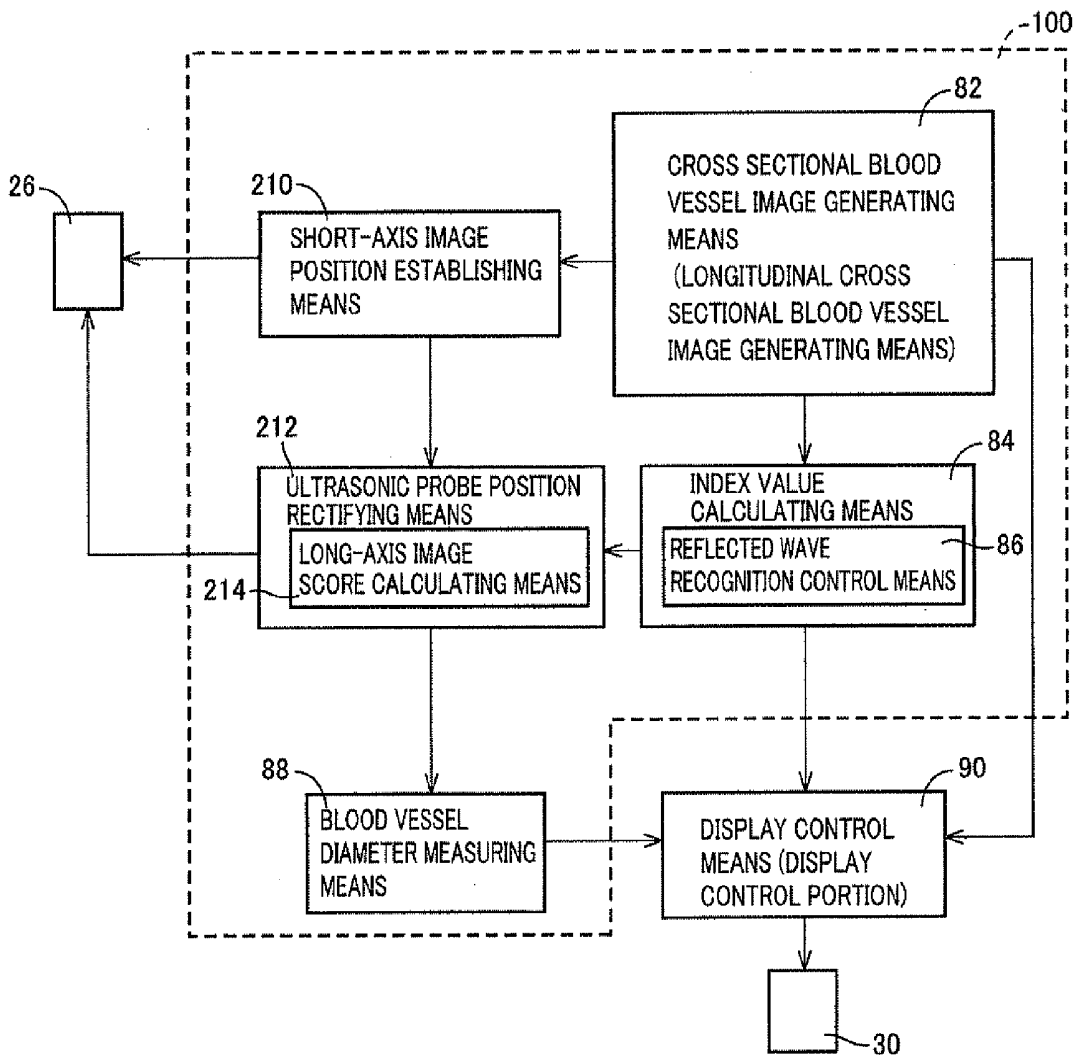 100
82
CROSS SECTIONAL BLOOD
VESSEL IMAGE GENERATING
MEANS
(LONGITUDINAL CROSS
SECTIONAL BLOOD VESSEL
IMAGE GENERATING MEANS)
26
210
SHORT-AXIS IMAGE
POSITION ESTABLISHING
MEANS
212
ULTRASONIC PROBE POSITION
RECTIFYING MEANS
LONG-AXIS IMAGE
SCORE CALCULATING MEANS
214
84
INDEX VALUE
CALCULATING MEANS
REFLECTED WAVE
RECOGNITION CONTROL MEANS
86
88
BLOOD VESSEL
DIAMETER MEASURING
MEANS
90
DISPLAY CONTROL
MEANS (DISPLAY
CONTROL PORTION)
30